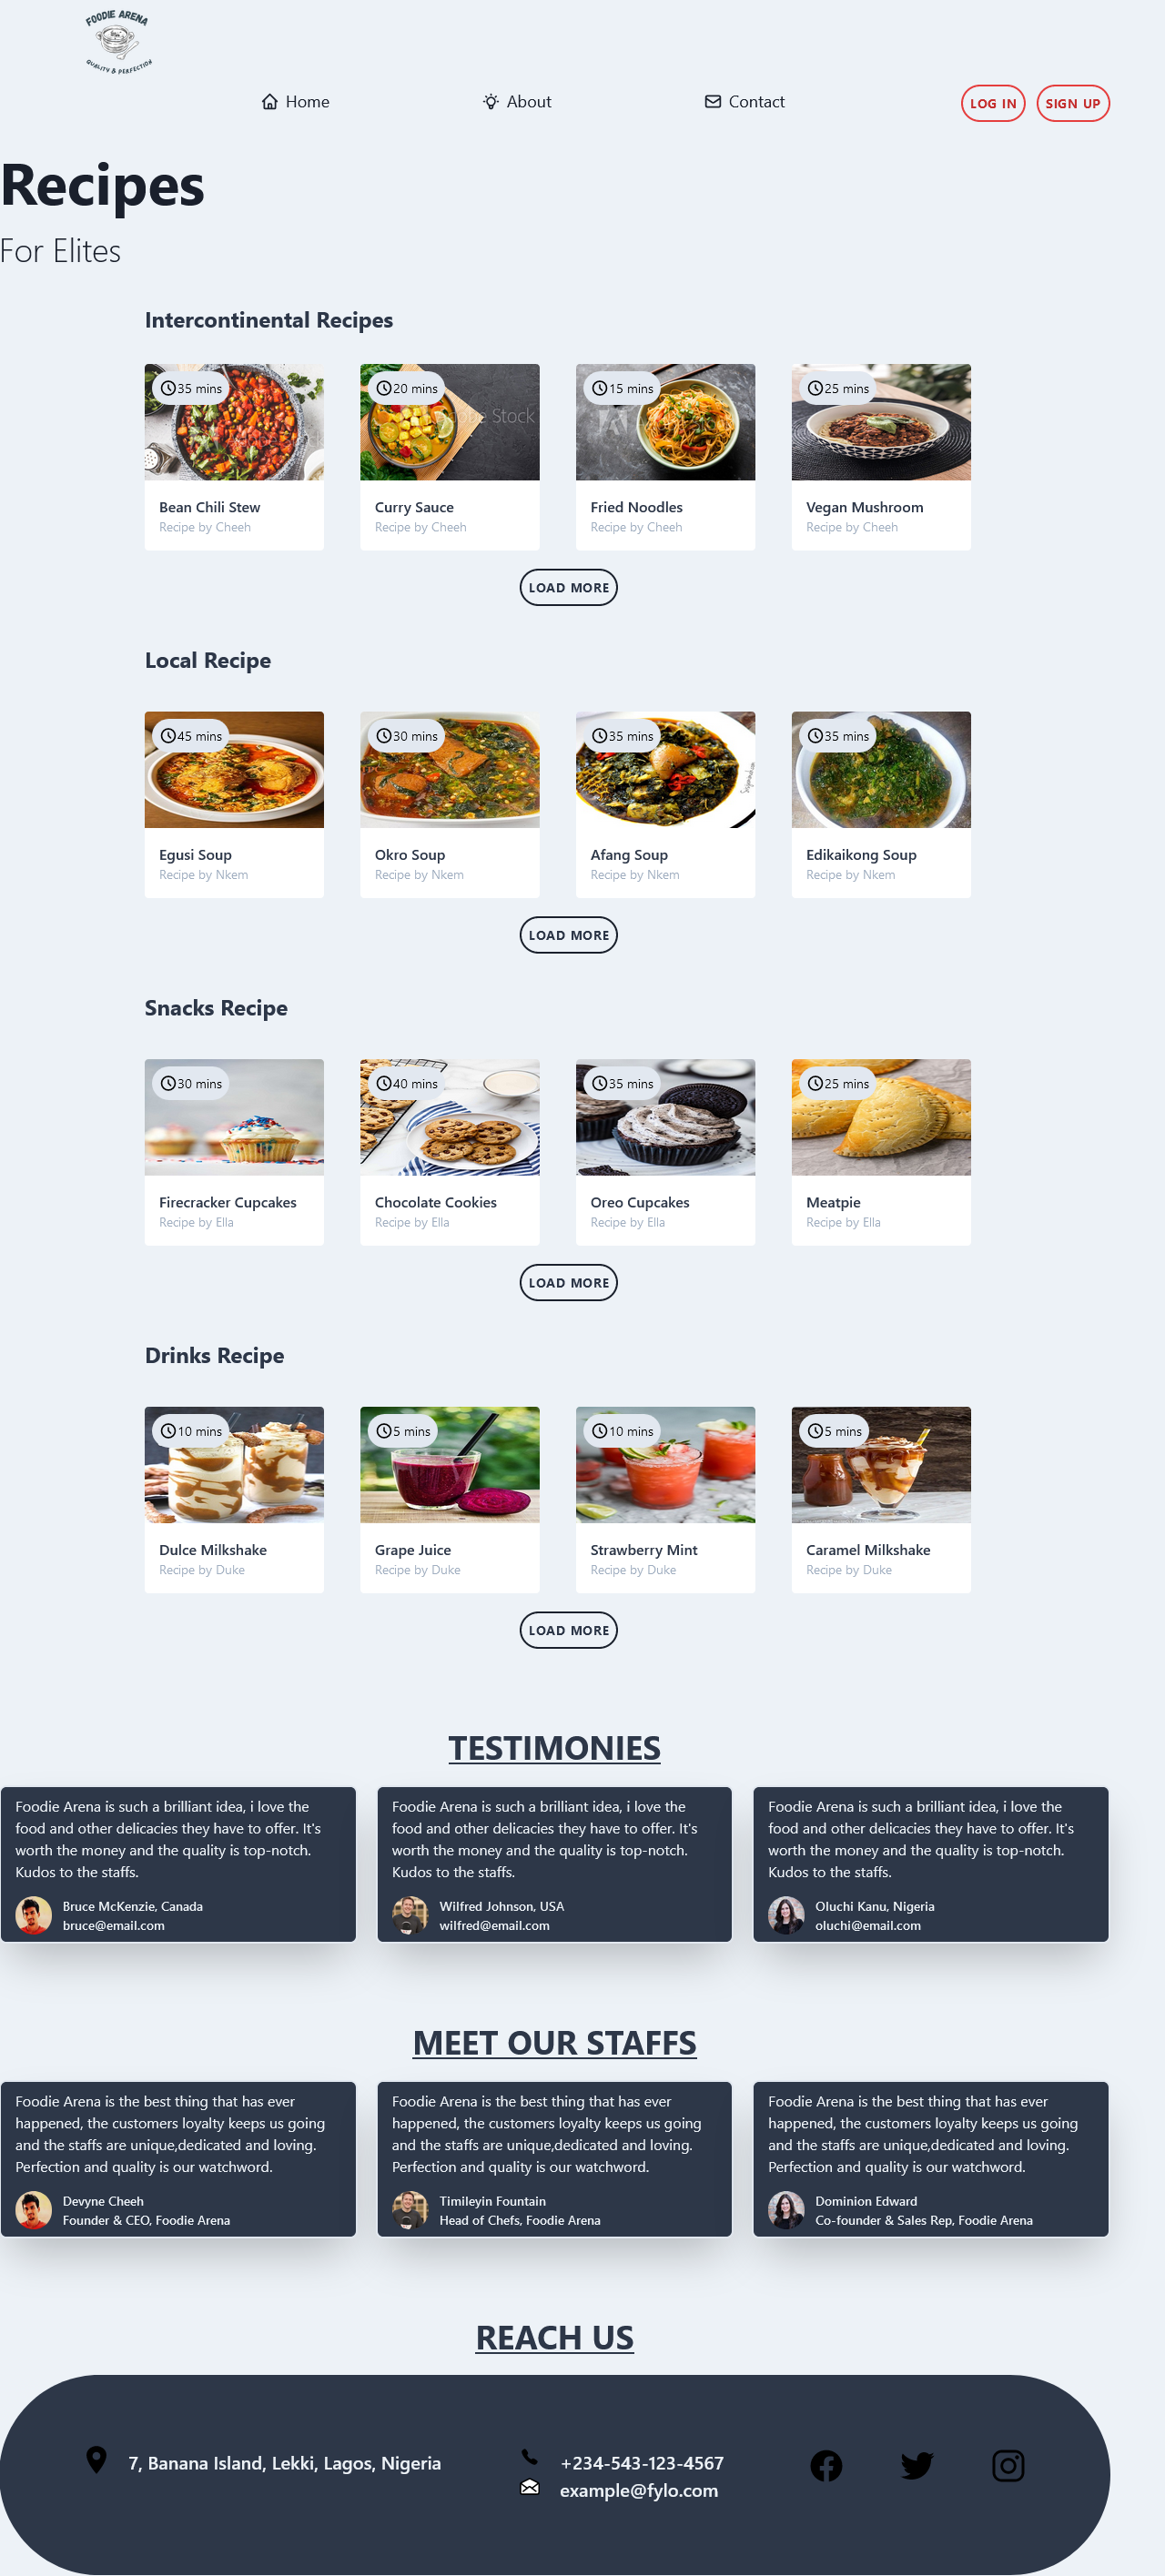 FOODIE ARENA
QUALITY & PERFECTION
Home
About
Contact
LOG IN
SIGN UP
Recipes
For Elites
Intercontinental Recipes
35 mins
20 mins
15 mins
25 mins
Stock
Bean Chili Stew
Curry Sauce
Fried Noodles
Vegan Mushroom
Recipe by Cheeh
Recipe by Cheeh
Recipe by Cheeh
Recipe by Cheeh
LOAD MORE
Local Recipe
45 mins
30 mins
35 mins
35 mins
Egusi Soup
Okro Soup
Afang Soup
Edikaikong Soup
Recipe by Nkem
Recipe by Nkem
Recipe by Nkem
Recipe by Nkem
LOAD MORE
Snacks Recipe
30 mins
40 mins
35 mins
25 mins
Firecracker Cupcakes
Chocolate Cookies
Oreo Cupcakes
Meatpie
Recipe by Ella
Recipe by Ella
Recipe by Ella
Recipe by Ella
LOAD MORE
Drinks Recipe
10 mins
5 mins
10 mins
5 mins
Dulce Milkshake
Grape Juice
Strawberry Mint
Caramel Milkshake
Recipe by Duke
Recipe by Duke
Recipe by Duke
Recipe by Duke
LOAD MORE
TESTIMONIES
Foodie Arena is such a brilliant idea, i love the
food and other delicacies they have to offer. It's
worth the money and the quality is top-notch.
Kudos to the staffs.
Bruce McKenzie, Canada
bruce@email.com
Foodie Arena is such a brilliant idea, i love the
food and other delicacies they have to offer. It's
worth the money and the quality is top-notch.
Kudos to the staffs.
Wilfred Johnson, USA
wilfred@email.com
Foodie Arena is such a brilliant idea, i love the
food and other delicacies they have to offer. It's
worth the money and the quality is top-notch.
Kudos to the staffs.
Oluchi Kanu, Nigeria
oluchi@email.com
MEET OUR STAFFS
Foodie Arena is the best thing that has ever
happened, the customers loyalty keeps us going
and the staffs are unique,dedicated and loving.
Perfection and quality is our watchword.
Devyne Cheeh
Founder & CEO, Foodie Arena
Foodie Arena is the best thing that has ever
happened, the customers loyalty keeps us going
and the staffs are unique,dedicated and loving.
Perfection and quality is our watchword.
Timileyin Fountain
Head of Chefs, Foodie Arena
Foodie Arena is the best thing that has ever
happened, the customers loyalty keeps us going
and the staffs are unique,dedicated and loving.
Perfection and quality is our watchword.
Dominion Edward
Co-founder & Sales Rep, Foodie Arena
REACH US
7, Banana Island, Lekki, Lagos, Nigeria
+234-543-123-4567
example@fylo.com